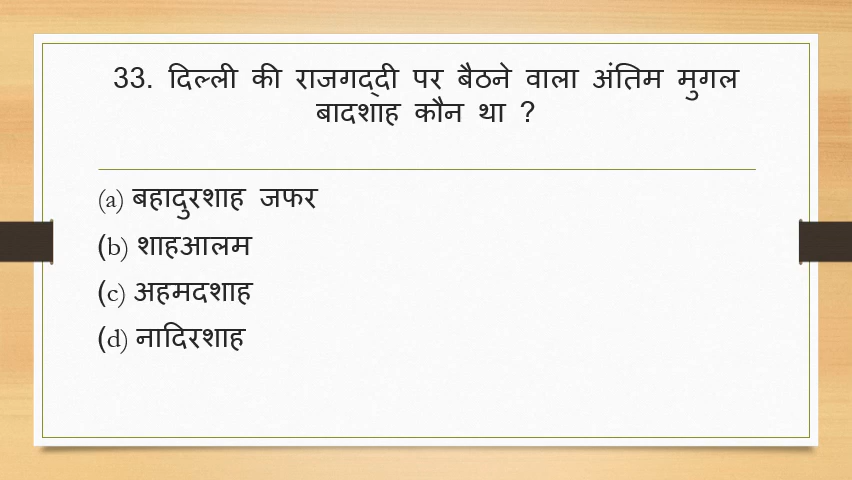 33. दिल्ली की राजगद्दी पर बैठने वाला अंतिम मुगल
बादशाह कौन था ?
(a) बहादुरशाह जफर
(b) शाहआलम
(c) अहमदशाह
(d) नादिरशाह